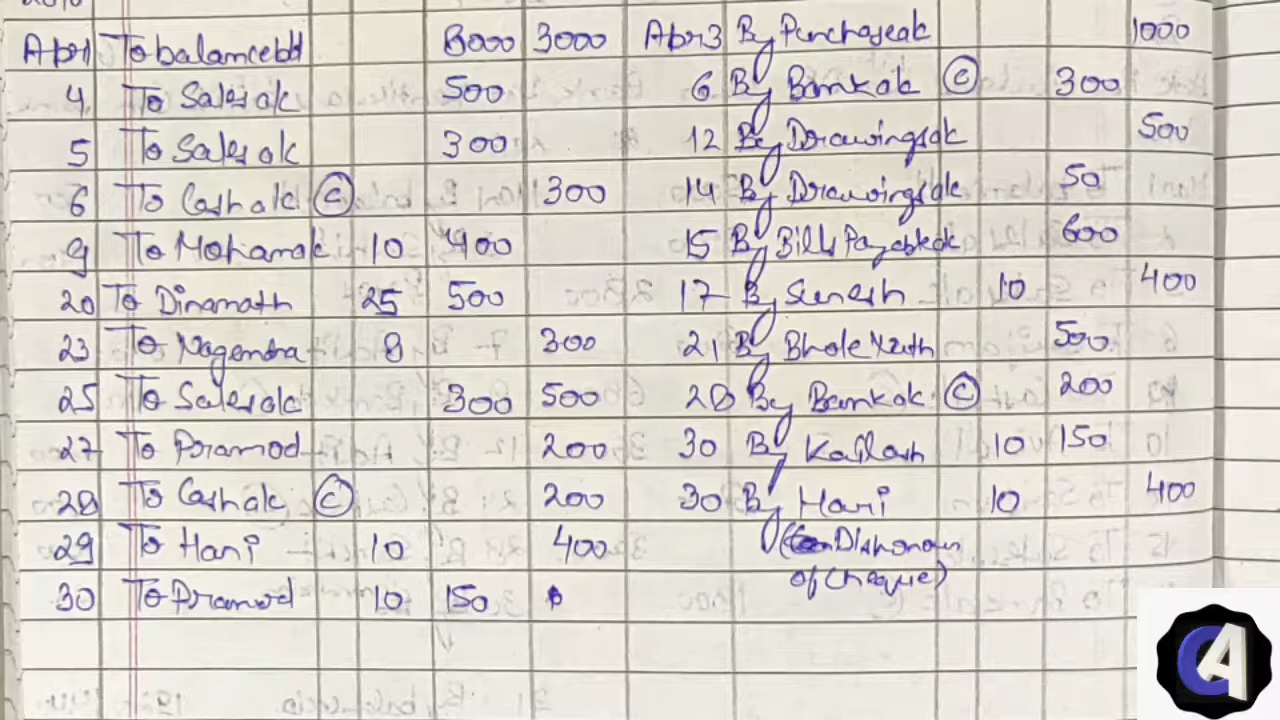 Apr 1 To balance b/d 8000 3000 Apr 3 By Purchase a/c 1000
4 To Sales a/c 500 6 By Bank a/c C 300
5 To Sales a/c 300 12 By Drawings a/c 500
6 To Cash a/c C 300 14 By Drawings a/c 50
9 To Mohan a/c 10 400 15 By Bills Payable a/c 600
20 To Dinanath 25 500 17 By Suresh 10 400
23 To Nagendra 8 300 21 By Bholenath 500
25 To Sales a/c 300 500 28 By Bank a/c C 200
27 To Pramod 200 30 By Kailash 10 150
28 To Cash a/c C 200 30 By Hari 10 400
29 To Hari 10 400 (Dishonour
of Cheque)
30 To Pramod 10 150
CA